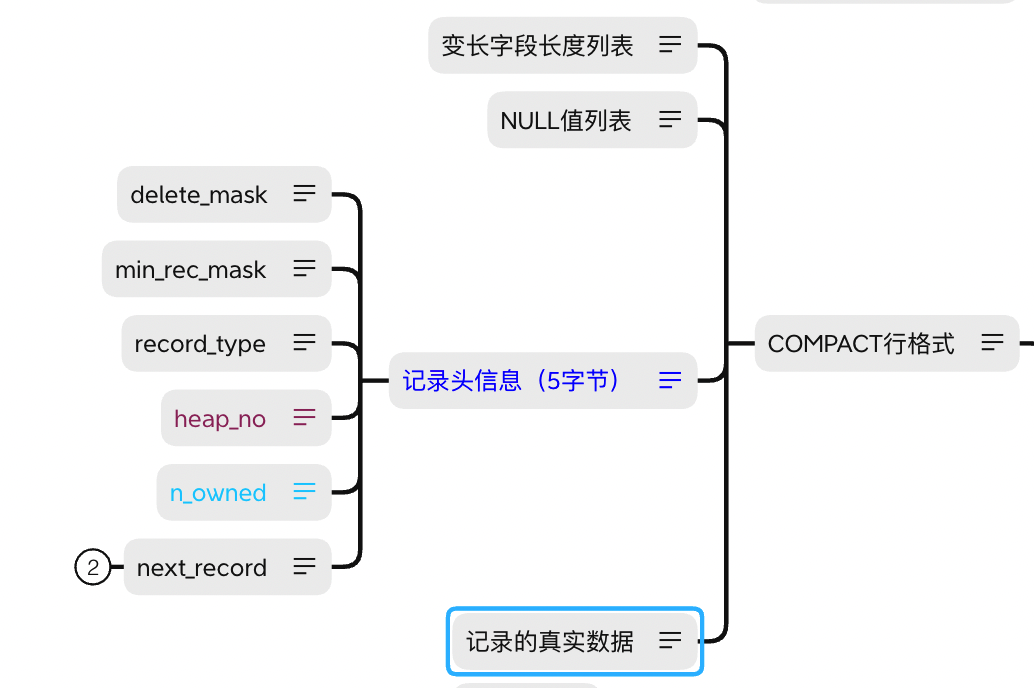 变长字段长度列表
NULL值列表
delete_mask
min_rec_mask
record_type
COMPACT行格式
记录头信息（5字节）
heap_no
n_owned
2
next_record
记录的真实数据